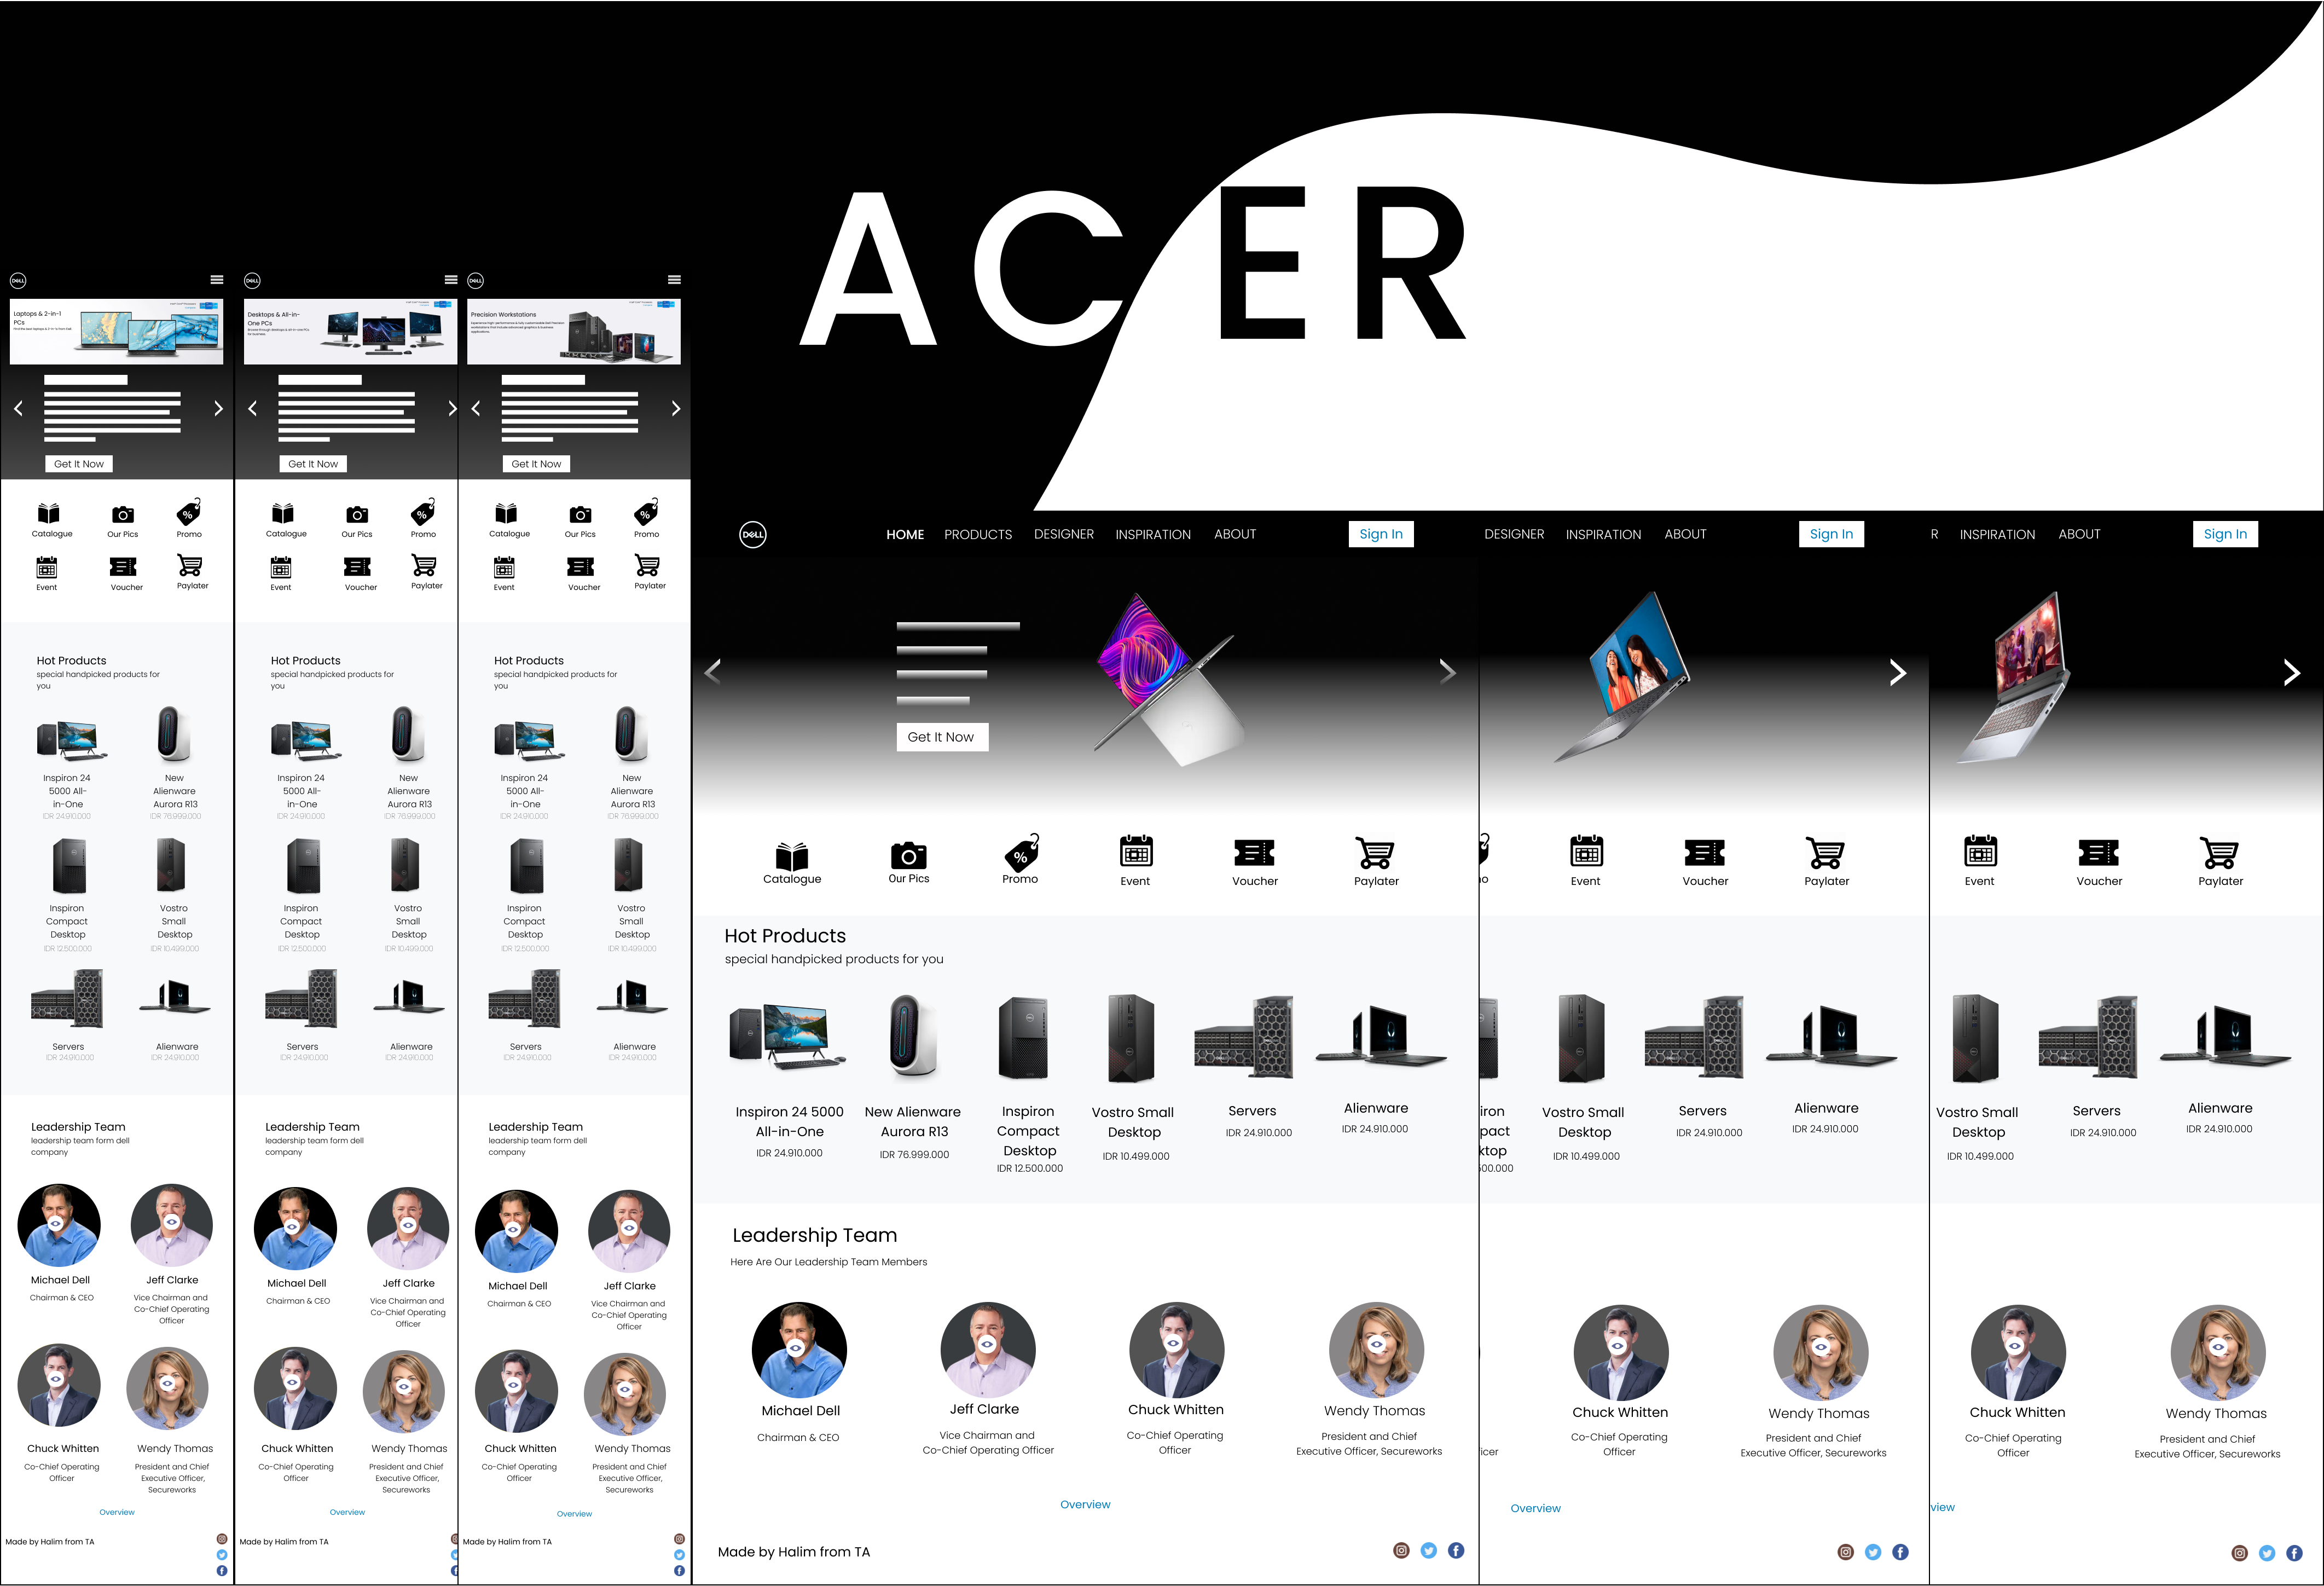 ACER
DELL
Laptops & 2-in-1
PCs
Get It Now
Catalogue
Our Pics
Promo
Event
Voucher
Paylater
Hot Products
special handpicked products for
you
Inspiron 24
5000 All-
in-One
IDR 24.910.000
New
Alienware
Aurora R13
IDR 76.999.000
Inspiron
Compact
Desktop
IDR 12.500.000
Vostro
Small
Desktop
IDR 10.499.000
Servers
IDR 24.910.000
Alienware
IDR 24.910.000
Leadership Team
leadership team form dell
company
Michael Dell
Chairman & CEO
Jeff Clarke
Vice Chairman and
Co-Chief Operating
Officer
Chuck Whitten
Co-Chief Operating
Officer
Wendy Thomas
President and Chief
Executive Officer,
Secureworks
Overview
Made by Halim from TA
DELL
Desktops & All-in-
One PCs
Get It Now
Catalogue
Our Pics
Promo
Event
Voucher
Paylater
Hot Products
special handpicked products for
you
Inspiron 24
5000 All-
in-One
IDR 24.910.000
New
Alienware
Aurora R13
IDR 76.999.000
Inspiron
Compact
Desktop
IDR 12.500.000
Vostro
Small
Desktop
IDR 10.499.000
Servers
IDR 24.910.000
Alienware
IDR 24.910.000
Leadership Team
leadership team form dell
company
Michael Dell
Chairman & CEO
Jeff Clarke
Vice Chairman and
Co-Chief Operating
Officer
Chuck Whitten
Co-Chief Operating
Officer
Wendy Thomas
President and Chief
Executive Officer,
Secureworks
Overview
Made by Halim from TA
DELL
Precision Workstations
Get It Now
Catalogue
Our Pics
Promo
Event
Voucher
Paylater
Hot Products
special handpicked products for
you
Inspiron 24
5000 All-
in-One
IDR 24.910.000
New
Alienware
Aurora R13
IDR 76.999.000
Inspiron
Compact
Desktop
IDR 12.500.000
Vostro
Small
Desktop
IDR 10.499.000
Servers
IDR 24.910.000
Alienware
IDR 24.910.000
Leadership Team
leadership team form dell
company
Michael Dell
Chairman & CEO
Jeff Clarke
Vice Chairman and
Co-Chief Operating
Officer
Chuck Whitten
Co-Chief Operating
Officer
Wendy Thomas
President and Chief
Executive Officer,
Secureworks
Overview
Made by Halim from TA
DELL HOME PRODUCTS DESIGNER INSPIRATION ABOUT Sign In
Get It Now
Catalogue Our Pics Promo Event Voucher Paylater
Hot Products
special handpicked products for you
Inspiron 24 5000
All-in-One
IDR 24.910.000
New Alienware
Aurora R13
IDR 76.999.000
Inspiron
Compact
Desktop
IDR 12.500.000
Vostro Small
Desktop
IDR 10.499.000
Servers
IDR 24.910.000
Alienware
IDR 24.910.000
Leadership Team
Here Are Our Leadership Team Members
Michael Dell
Chairman & CEO
Jeff Clarke
Vice Chairman and
Co-Chief Operating Officer
Chuck Whitten
Co-Chief Operating
Officer
Wendy Thomas
President and Chief
Executive Officer, Secureworks
Overview
Made by Halim from TA
DESIGNER INSPIRATION ABOUT Sign In
Event Voucher Paylater
iron
pact
ktop
Vostro Small
Desktop
IDR 10.499.000
Servers
IDR 24.910.000
Alienware
IDR 24.910.000
icer
Chuck Whitten
Co-Chief Operating
Officer
Wendy Thomas
President and Chief
Executive Officer, Secureworks
Overview
R INSPIRATION ABOUT Sign In
Event Voucher Paylater
Vostro Small
Desktop
IDR 10.499.000
Servers
IDR 24.910.000
Alienware
IDR 24.910.000
Chuck Whitten
Co-Chief Operating
Officer
Wendy Thomas
President and Chief
Executive Officer, Secureworks
view